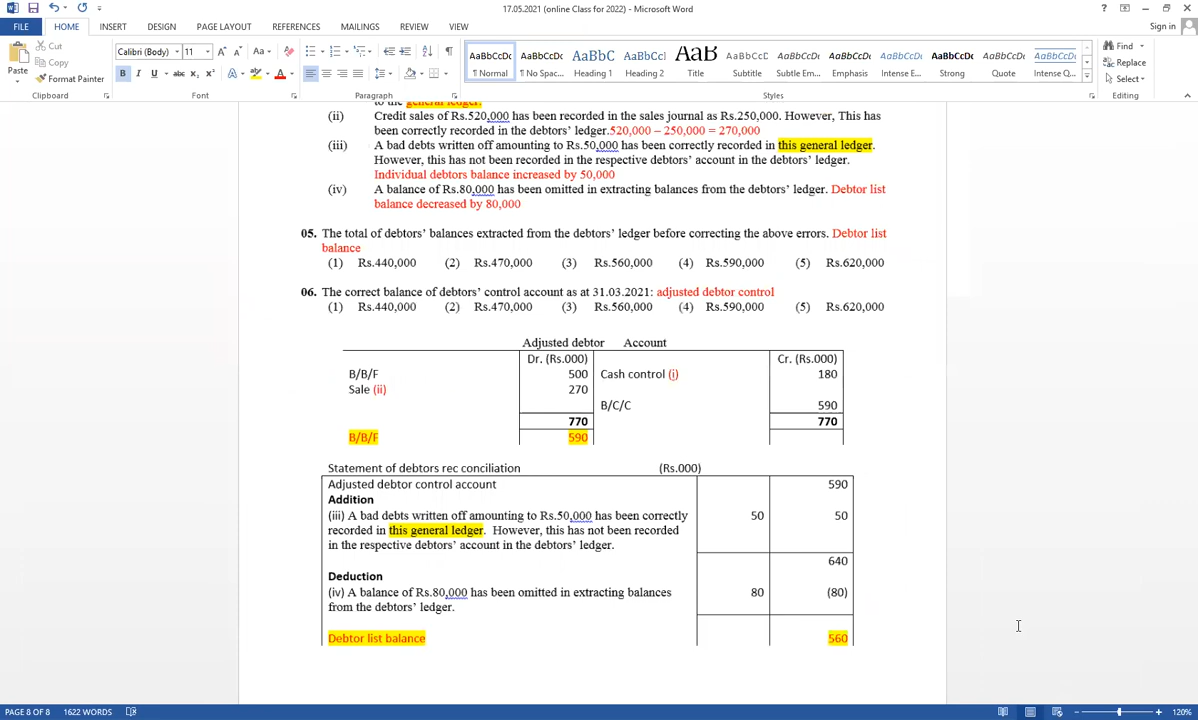 17.05.2021 (online Class for 2022) - Microsoft Word
Sign in
FILE HOME INSERT DESIGN PAGE LAYOUT REFERENCES MAILINGS REVIEW VIEW
Paste
Cut
Copy
Format Painter
Clipboard
Calibri (Body) 11
Font
Paragraph
AaBbCcDc AaBbCcDc AaBbC AaBbCcl AaB AaBbCcD AaBbCcDc AaBbCcDc AaBbCcDc AaBbCcDc AaBbCcDc AaBbCcDc
¶ Normal ¶ No Spac... Heading 1 Heading 2 Title Subtitle Subtle Em... Emphasis Intense E... Strong Quote Intense Q...
Styles
Find
Replace
Select
Editing
to the general ledger.
(ii) Credit sales of Rs.520,000 has been recorded in the sales journal as Rs.250,000. However, This has
been correctly recorded in the debtors’ ledger.520,000 – 250,000 = 270,000
(iii) A bad debts written off amounting to Rs.50,000 has been correctly recorded in this general ledger.
However, this has not been recorded in the respective debtors’ account in the debtors’ ledger.
Individual debtors balance increased by 50,000
(iv) A balance of Rs.80,000 has been omitted in extracting balances from the debtors’ ledger. Debtor list
balance decreased by 80,000
05. The total of debtors’ balances extracted from the debtors’ ledger before correcting the above errors. Debtor list
balance
(1) Rs.440,000 (2) Rs.470,000 (3) Rs.560,000 (4) Rs.590,000 (5) Rs.620,000
06. The correct balance of debtors’ control account as at 31.03.2021: adjusted debtor control
(1) Rs.440,000 (2) Rs.470,000 (3) Rs.560,000 (4) Rs.590,000 (5) Rs.620,000
Adjusted debtor Account
Dr. (Rs.000) Cr. (Rs.000)
B/B/F 500 Cash control (i) 180
Sale (ii) 270
B/C/C 590
770 770
B/B/F 590
Statement of debtors rec conciliation (Rs.000)
Adjusted debtor control account 590
Addition
(iii) A bad debts written off amounting to Rs.50,000 has been correctly 50 50
recorded in this general ledger. However, this has not been recorded
in the respective debtors’ account in the debtors’ ledger.
640
Deduction
(iv) A balance of Rs.80,000 has been omitted in extracting balances 80 (80)
from the debtors’ ledger.
Debtor list balance 560
PAGE 8 OF 8 1622 WORDS 120%